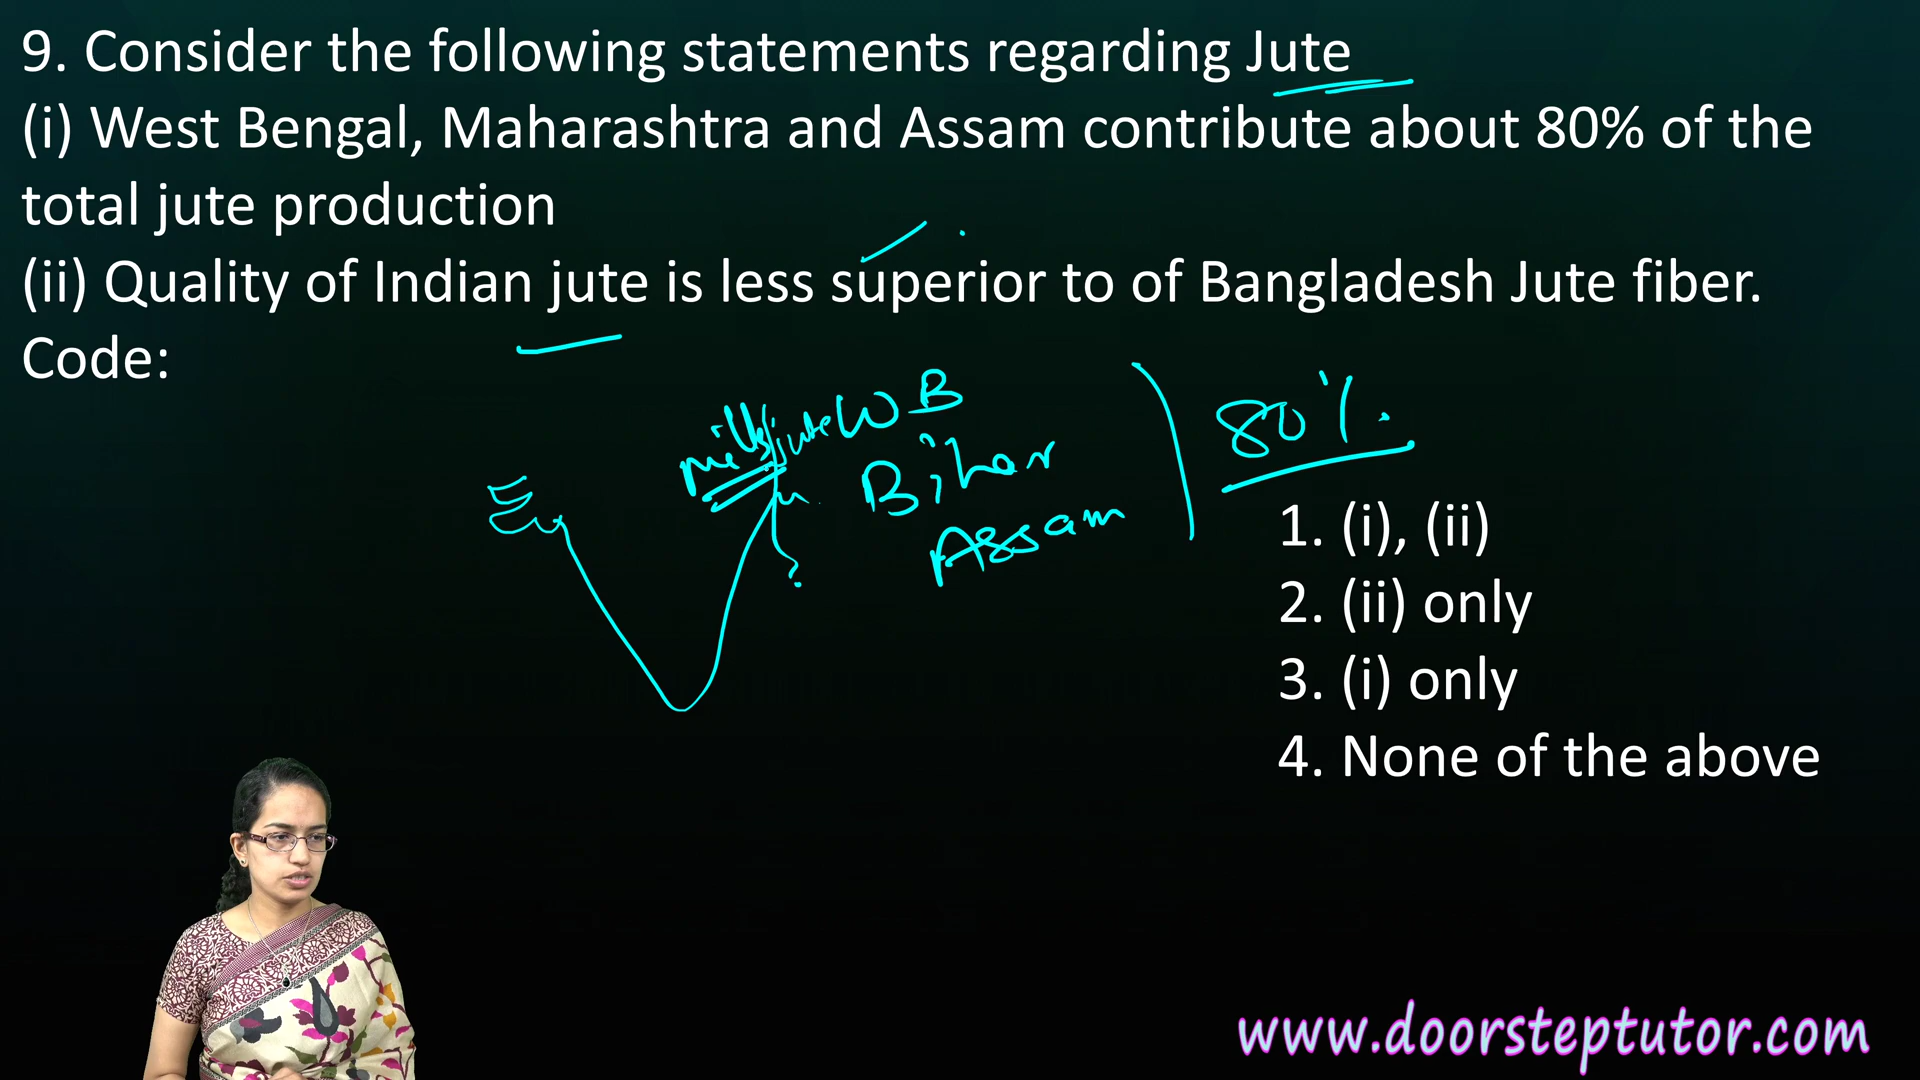 9. Consider the following statements regarding Jute
(i) West Bengal, Maharashtra and Assam contribute about 80% of the
total jute production
(ii) Quality of Indian jute is less superior to of Bangladesh Jute fiber.
Code:
mills jute WB
Bihar
Assam
80%
1. (i), (ii)
2. (ii) only
3. (i) only
4. None of the above
www.doorsteptutor.com